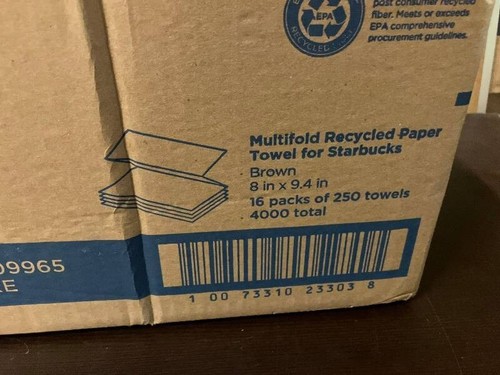 post consumer recycled
fiber. Meets or exceeds
EPA comprehensive
procurement guidelines.
EPA
RECYCLED
Multifold Recycled Paper
Towel for Starbucks
· Brown
· 8 in x 9.4 in
· 16 packs of 250 towels
· 4000 total
09965
RE
1 00 73310 23303 8